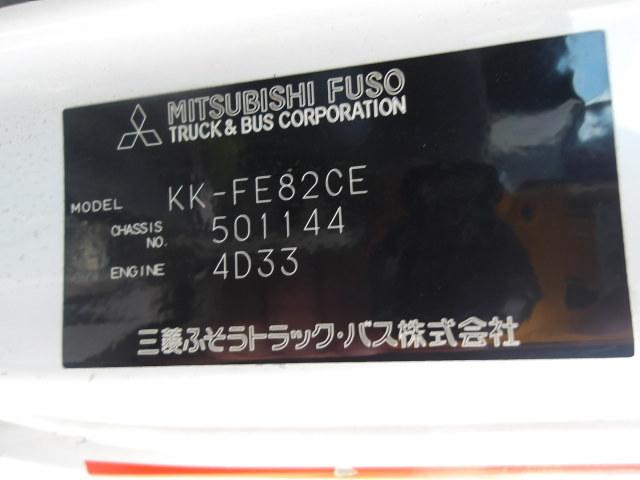 MITSUBISHI FUSO
TRUCK & BUS CORPORATION
MODEL KK-FE82CE
CHASSIS NO. 501144
ENGINE 4D33
三菱ふそうトラック・バス株式会社